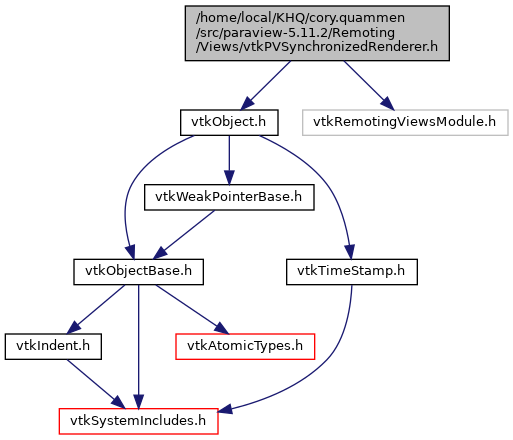 /home/local/KHQ/cory.quammen
/src/paraview-5.11.2/Remoting
/Views/vtkPVSynchronizedRenderer.h
vtkObject.h
vtkRemotingViewsModule.h
vtkWeakPointerBase.h
vtkObjectBase.h
vtkTimeStamp.h
vtkIndent.h
vtkAtomicTypes.h
vtkSystemIncludes.h